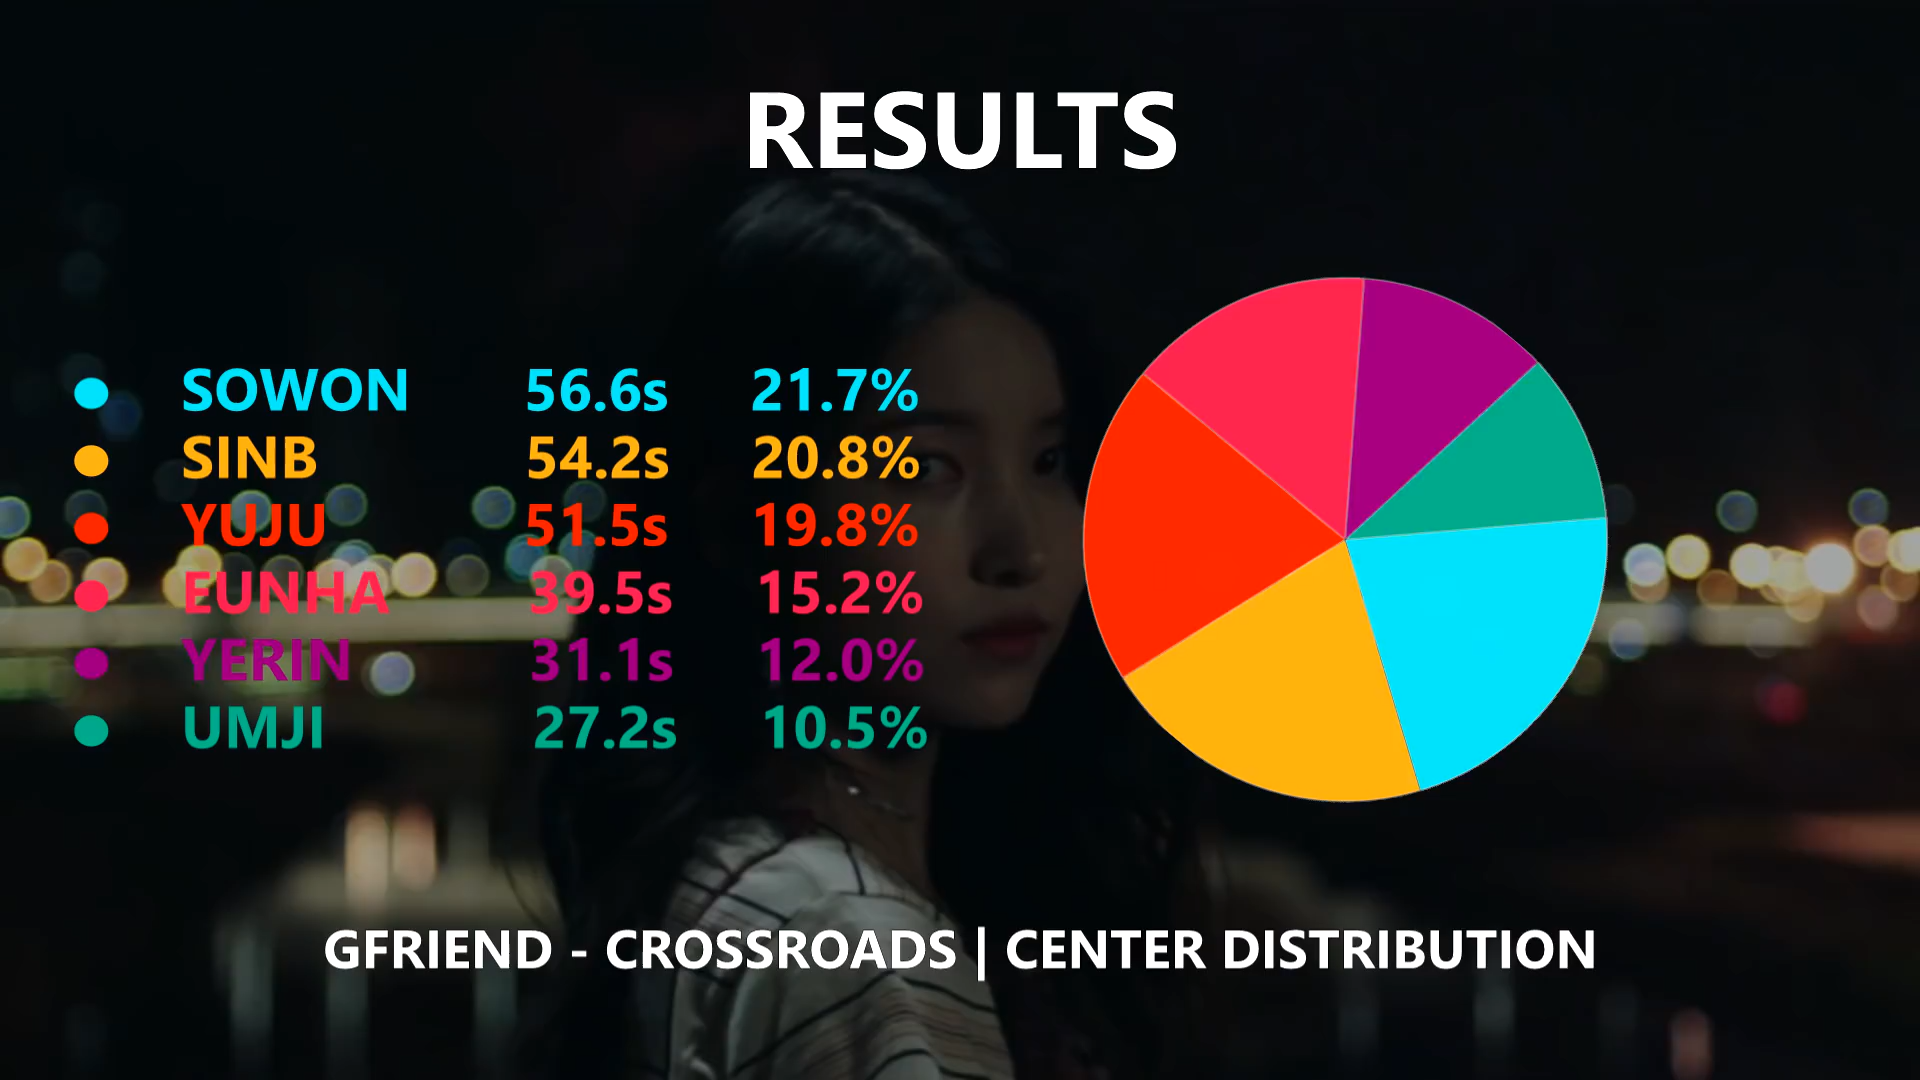 RESULTS
SOWON 56.6s 21.7%
SINB 54.2s 20.8%
YUJU 51.5s 19.8%
EUNHA 39.5s 15.2%
YERIN 31.1s 12.0%
UMJI 27.2s 10.5%
GFRIEND - CROSSROADS | CENTER DISTRIBUTION